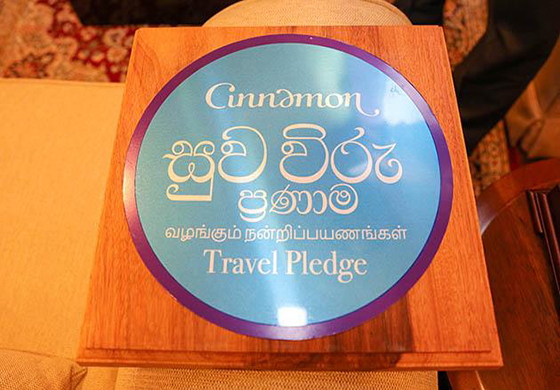 Cinnamon
සුව විරු
ප්‍රණාම
வழங்கும் நன்றிப்பயணங்கள்
Travel Pledge